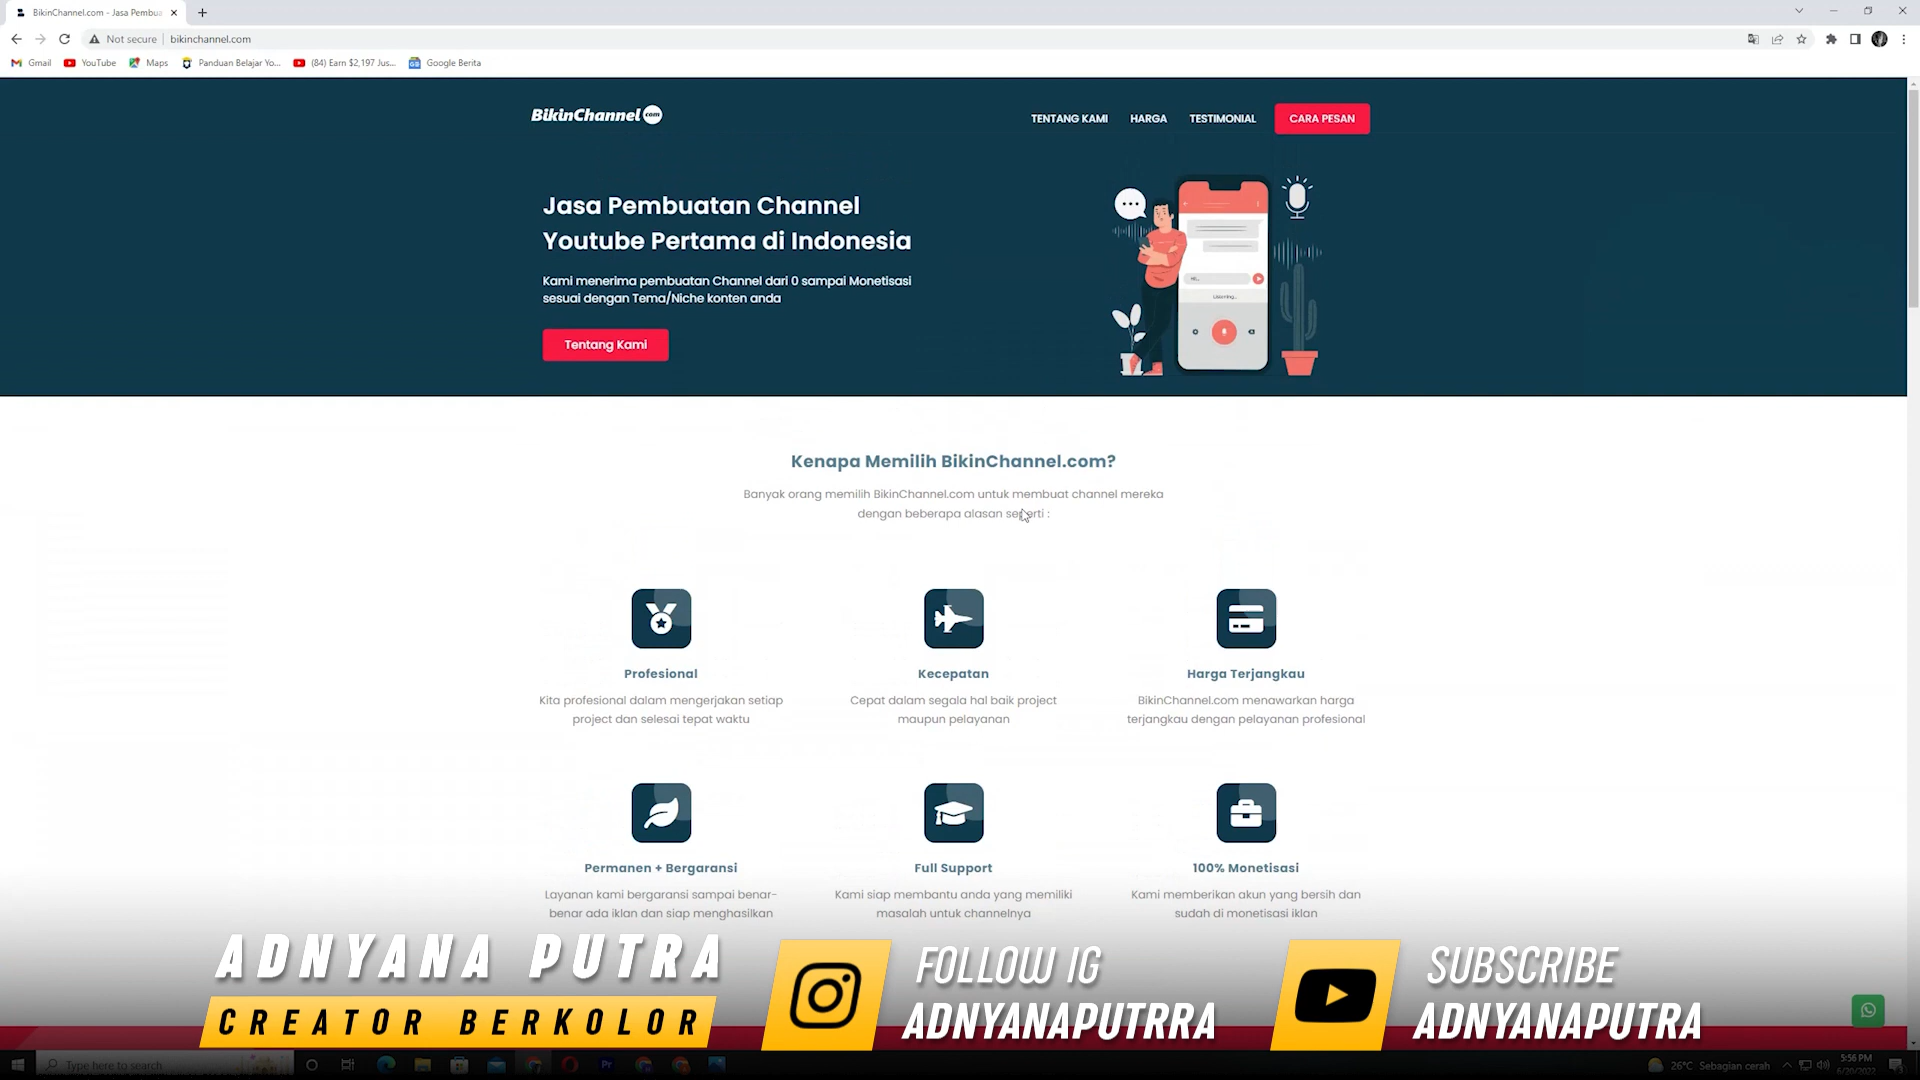 BikinChannel.com - Jasa Pembua
Not secure
bikinchannel.com
Gmail
YouTube
Maps
Panduan Belajar Yo...
(84) Earn $2,197 Jus...
Google Berita
BikinChannel com
TENTANG KAMI
HARGA
TESTIMONIAL
CARA PESAN
Jasa Pembuatan Channel
Youtube Pertama di Indonesia
Kami menerima pembuatan Channel dari 0 sampai Monetisasi
sesuai dengan Tema/Niche konten anda
Tentang Kami
Hi...
Listening...
Kenapa Memilih BikinChannel.com?
Banyak orang memilih BikinChannel.com untuk membuat channel mereka
dengan beberapa alasan seperti :
Profesional
Kita profesional dalam mengerjakan setiap
project dan selesai tepat waktu
Kecepatan
Cepat dalam segala hal baik project
maupun pelayanan
Harga Terjangkau
BikinChannel.com menawarkan harga
terjangkau dengan pelayanan profesional
Permanen + Bergaransi
Layanan kami bergaransi sampai benar-
benar ada iklan dan siap menghasilkan
Full Support
Kami siap membantu anda yang memiliki
masalah untuk channelnya
100% Monetisasi
Kami memberikan akun yang bersih dan
sudah di monetisasi iklan
ADNYANA PUTRA
CREATOR BERKOLOR
FOLLOW IG
ADNYANAPUTRRA
SUBSCRIBE
ADNYANAPUTRA
Type here to search
Pr
26°C Sebagian cerah
5:56 PM
6/20/2022